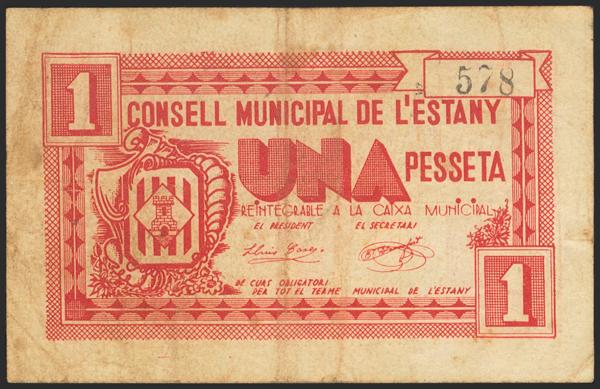 1
578
CONSELL MUNICIPAL DE L'ESTANY
UNA PESSETA
REINTEGRABLE A LA CAIXA MUNICIPAL
EL PRESIDENT EL SECRETARI
Lluis
DE CURS OBLIGATORI
PER TOT EL TERME MUNICIPAL DE L'ESTANY
1